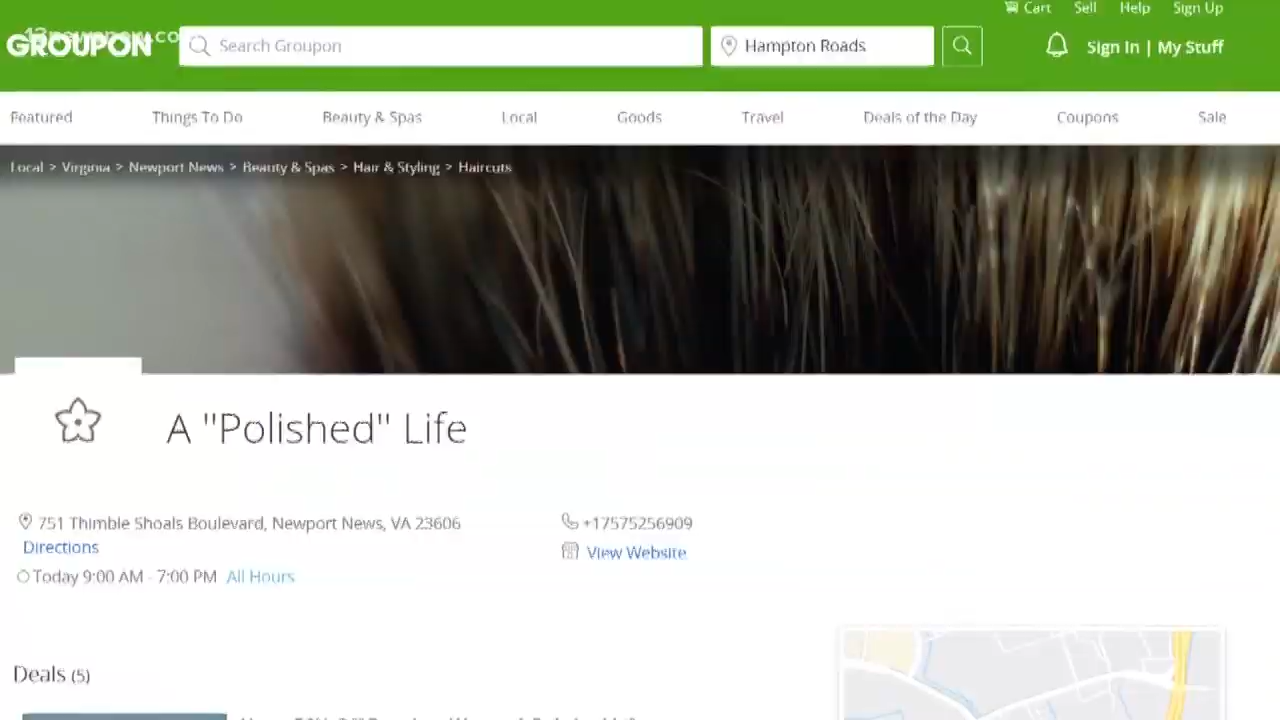 Cart Sell Help Sign Up
13newsnow.co
GROUPON
Search Groupon
Hampton Roads
Sign In | My Stuff
Featured Things To Do Beauty & Spas Local Goods Travel Deals of the Day Coupons Sale
Local > Virginia > Newport News > Beauty & Spas > Hair & Styling > Haircuts
A "Polished" Life
751 Thimble Shoals Boulevard, Newport News, VA 23606
+17575256909
Directions
View Website
Today 9:00 AM - 7:00 PM All Hours
Deals (5)